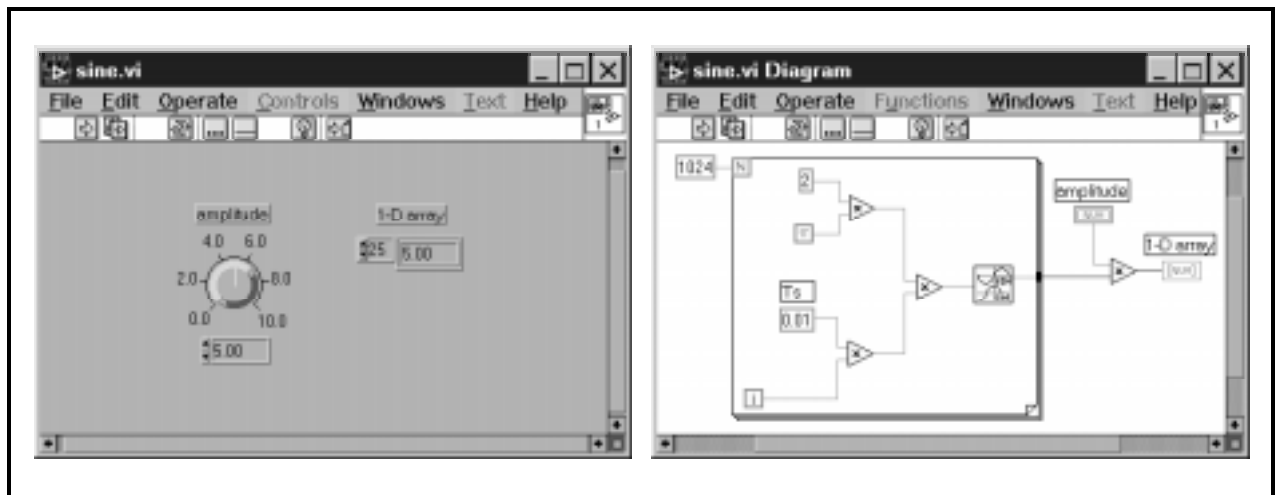 sine.vi
File Edit Operate Controls Windows Text Help
1
amplitude
4.0 6.0
2.0 8.0
0.0 10.0
5.00
1-D array
25 5.00
sine.vi Diagram
File Edit Operate Functions Windows Text Help
1
1024 N
2
π
Ts
0.01
i
amplitude
1-D array